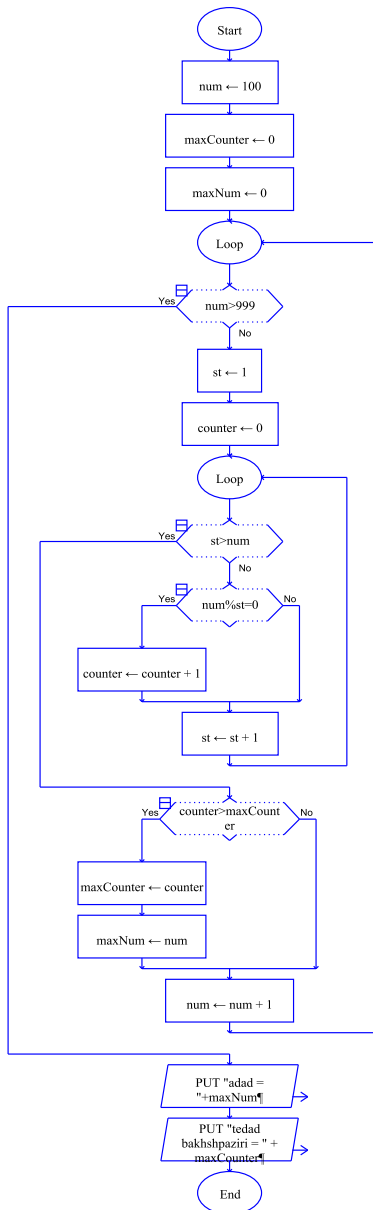 Start
num ← 100
maxCounter ← 0
maxNum ← 0
Loop
num>999
Yes
No
st ← 1
counter ← 0
Loop
st>num
Yes
No
num%st=0
Yes
No
counter ← counter + 1
st ← st + 1
counter>maxCount
er
Yes
No
maxCounter ← counter
maxNum ← num
num ← num + 1
PUT "adad =
"+maxNum¶
PUT "tedad
bakhshpaziri = " +
maxCounter¶
End